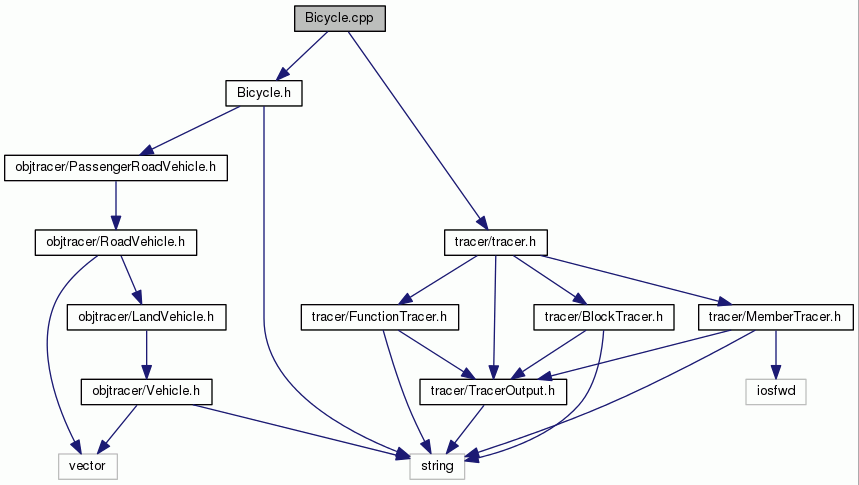 Bicycle.cpp
Bicycle.h
objtracer/PassengerRoadVehicle.h
objtracer/RoadVehicle.h
tracer/tracer.h
objtracer/LandVehicle.h
tracer/FunctionTracer.h
tracer/BlockTracer.h
tracer/MemberTracer.h
objtracer/Vehicle.h
tracer/TracerOutput.h
iosfwd
vector
string